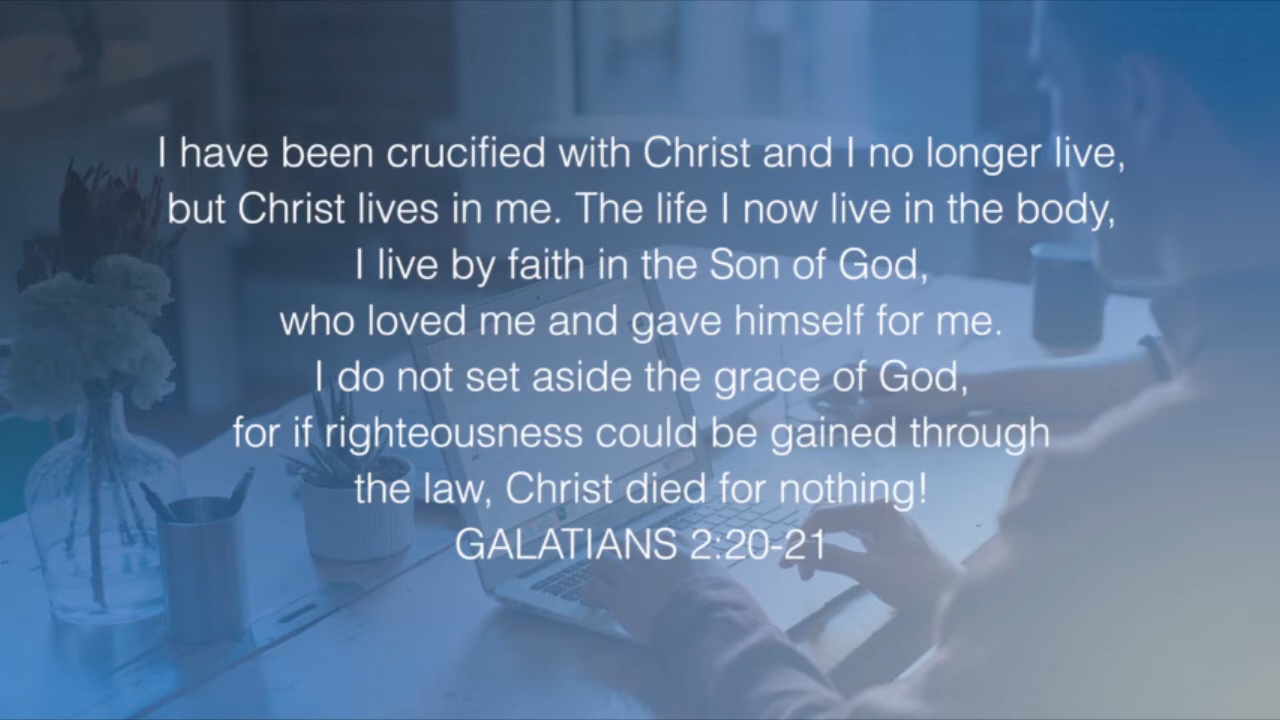 I have been crucified with Christ and I no longer live,
but Christ lives in me. The life I now live in the body,
I live by faith in the Son of God,
who loved me and gave himself for me.
I do not set aside the grace of God,
for if righteousness could be gained through
the law, Christ died for nothing!
GALATIANS 2:20-21